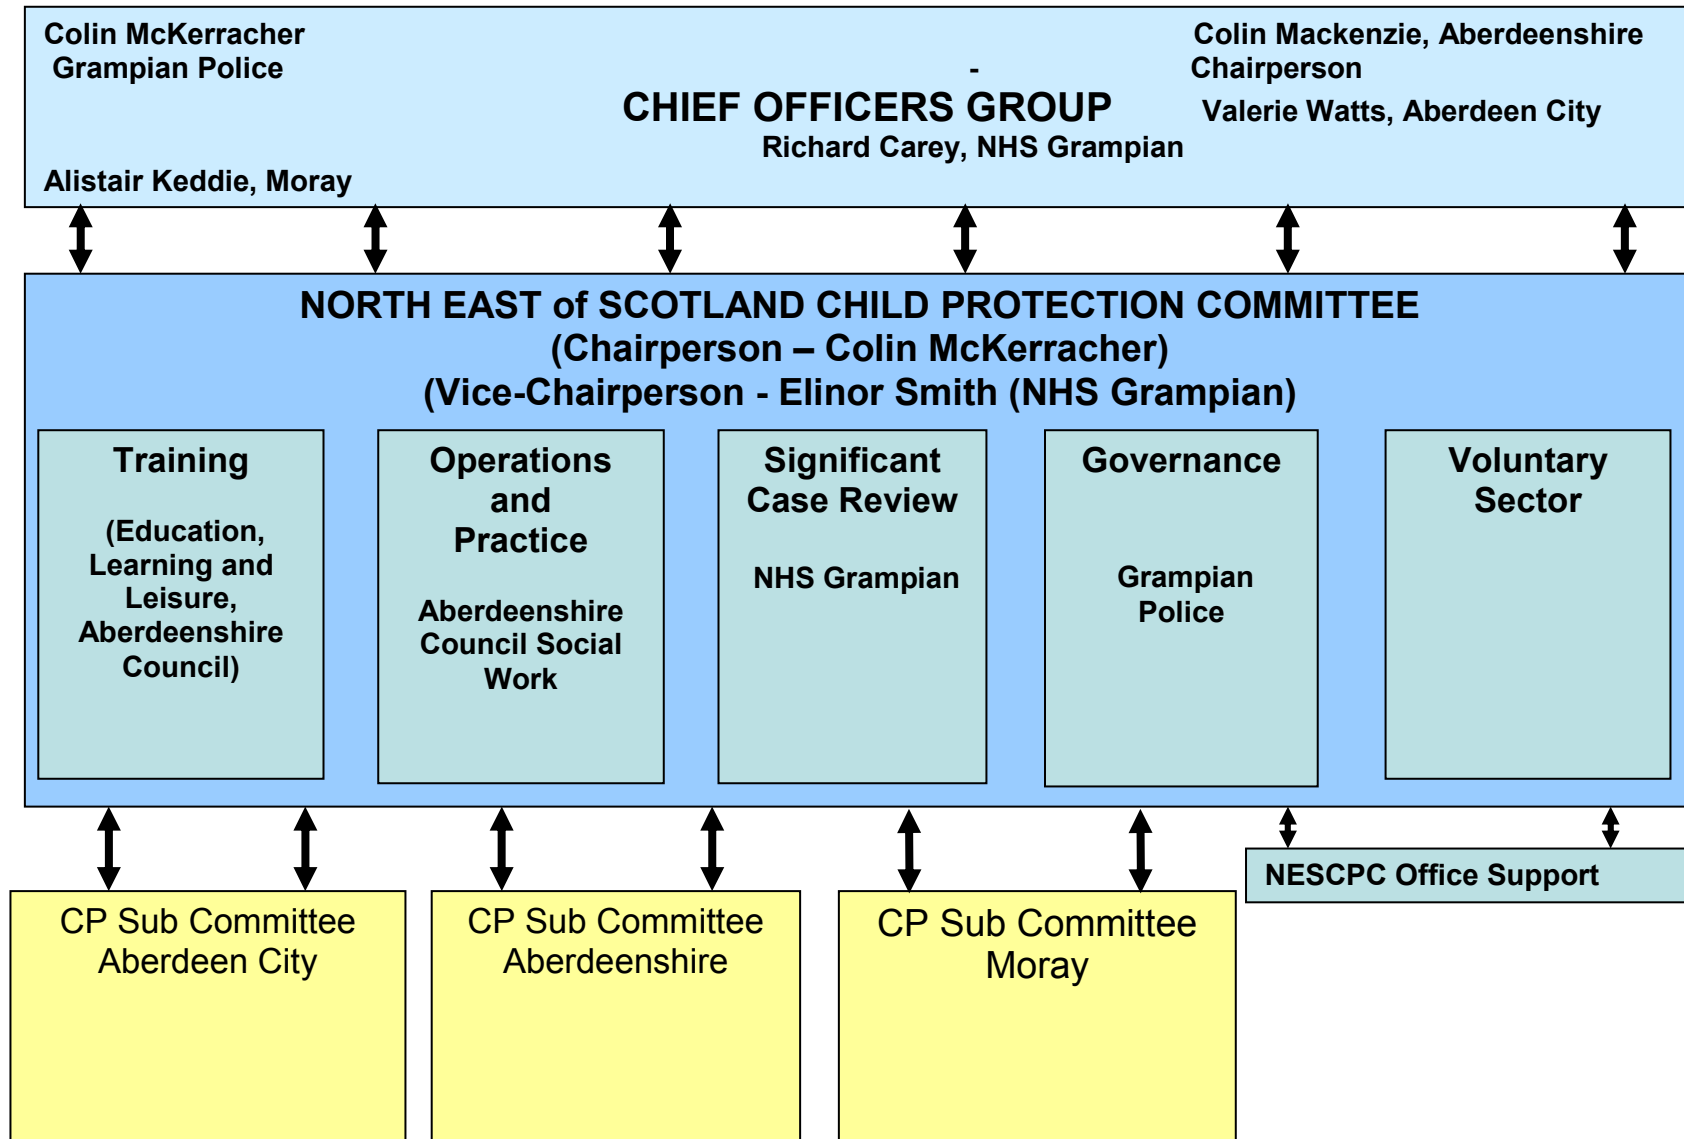 Colin McKerracher
Grampian Police
Colin Mackenzie, Aberdeenshire
- Chairperson
CHIEF OFFICERS GROUP
Valerie Watts, Aberdeen City
Richard Carey, NHS Grampian
Alistair Keddie, Moray
NORTH EAST of SCOTLAND CHILD PROTECTION COMMITTEE
(Chairperson – Colin McKerracher)
(Vice-Chairperson - Elinor Smith (NHS Grampian)
Training
(Education,
Learning and
Leisure,
Aberdeenshire
Council)
Operations
and
Practice
Aberdeenshire
Council Social
Work
Significant
Case Review
NHS Grampian
Governance
Grampian
Police
Voluntary
Sector
NESCPC Office Support
CP Sub Committee
Aberdeen City
CP Sub Committee
Aberdeenshire
CP Sub Committee
Moray